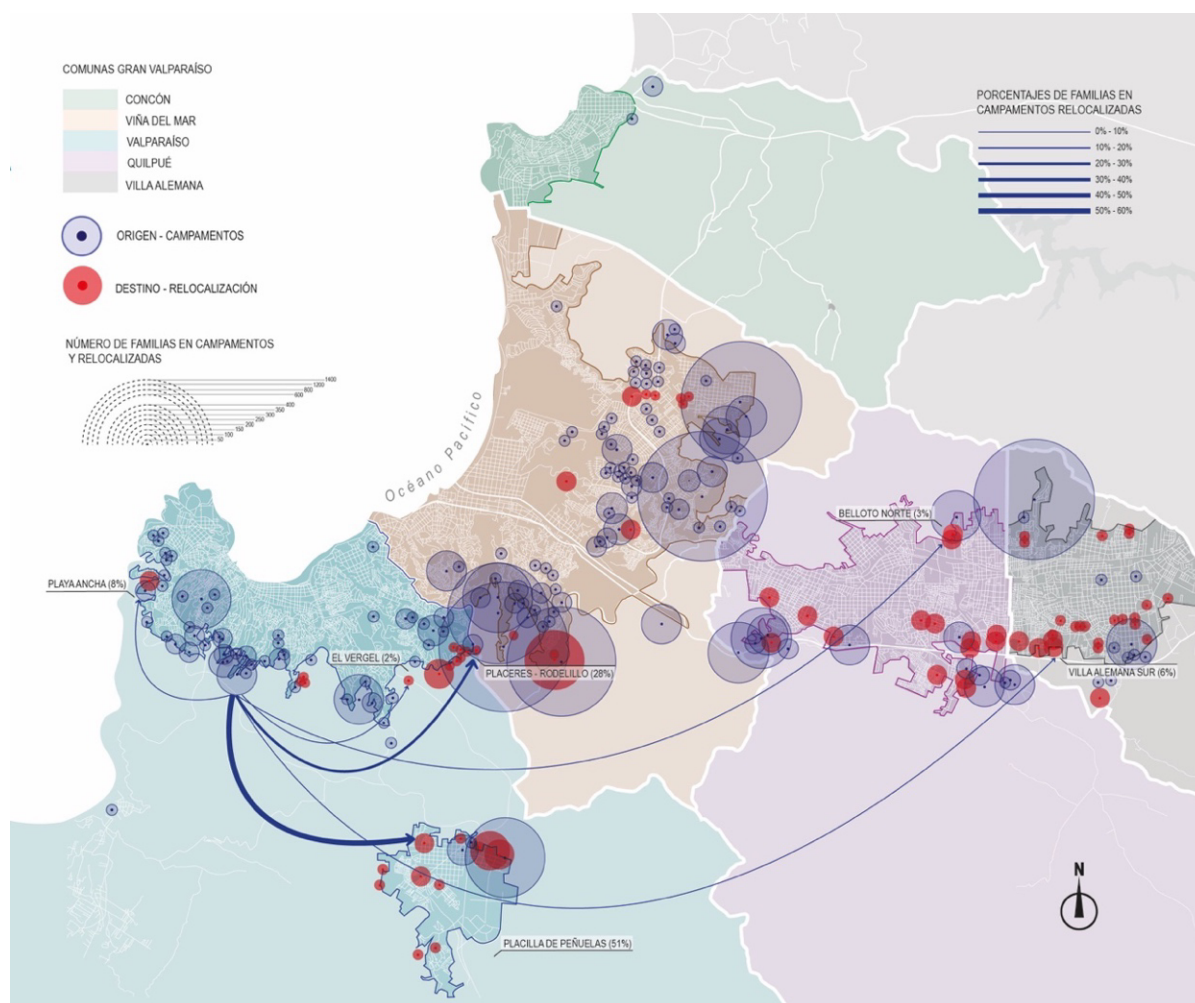 COMUNAS GRAN VALPARAÍSO
CONCÓN
VIÑA DEL MAR
VALPARAÍSO
QUILPUÉ
VILLA ALEMANA
ORIGEN - CAMPAMENTOS
DESTINO - RELOCALIZACIÓN
NÚMERO DE FAMILIAS EN CAMPAMENTOS
Y RELOCALIZADAS
1400
1200
800
600
400
350
300
250
200
150
100
50
PORCENTAJES DE FAMILIAS EN
CAMPAMENTOS RELOCALIZADAS
0% - 10%
10% - 20%
20% - 30%
30% - 40%
40% - 50%
50% - 60%
Océano Pacífico
BELLOTO NORTE (3%)
PLAYA ANCHA (8%)
EL VERGEL (2%)
PLACERES - RODELILLO (28%)
VILLA ALEMANA SUR (6%)
PLACILLA DE PEÑUELAS (51%)
N